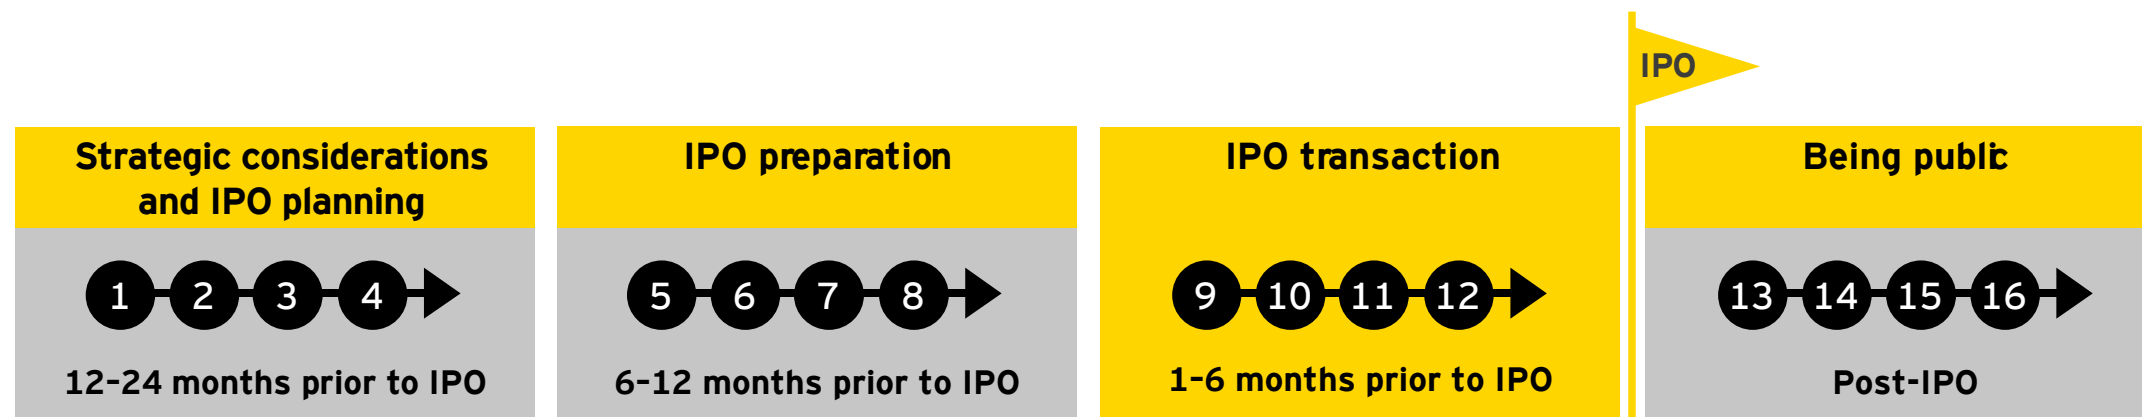 IPO
Strategic considerations
and IPO planning
1 2 3 4
12–24 months prior to IPO
IPO preparation
5 6 7 8
6–12 months prior to IPO
IPO transaction
9 10 11 12
1–6 months prior to IPO
Being public
13 14 15 16
Post-IPO